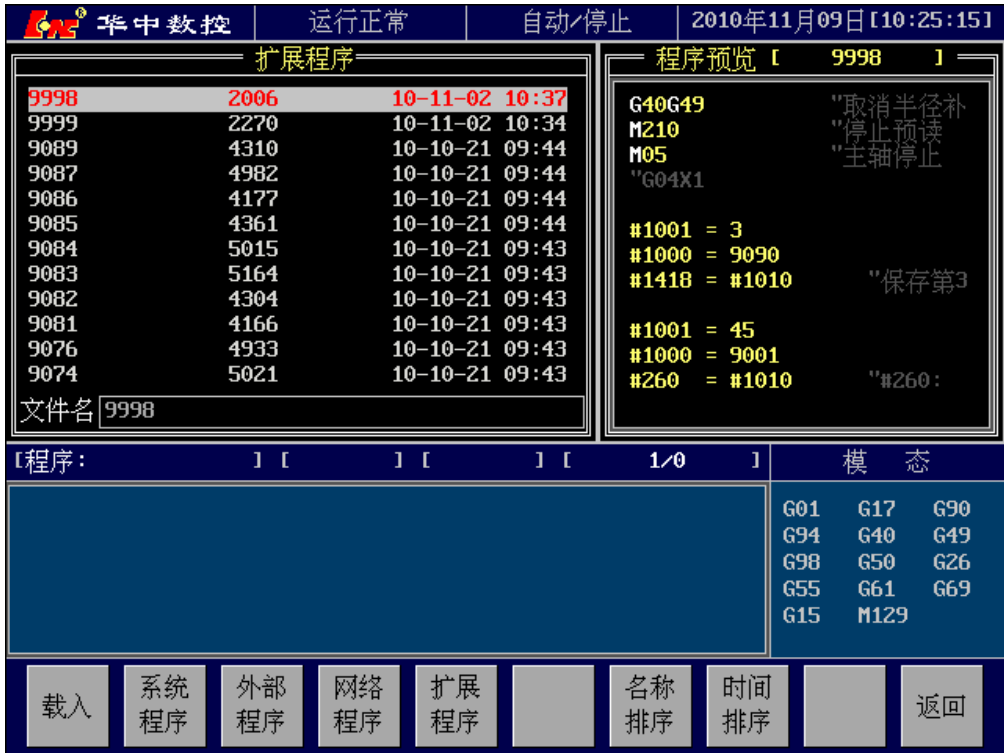 华中数控 运行正常 自动/停止 2010年11月09日[10:25:15]
扩展程序
9998 2006 10-11-02 10:37
9999 2270 10-11-02 10:34
9089 4310 10-10-21 09:44
9087 4982 10-10-21 09:44
9086 4177 10-10-21 09:44
9085 4361 10-10-21 09:44
9084 5015 10-10-21 09:43
9083 5164 10-10-21 09:43
9082 4304 10-10-21 09:43
9081 4166 10-10-21 09:43
9076 4933 10-10-21 09:43
9074 5021 10-10-21 09:43
文件名 9998
程序预览 [ 9998 ]
G40G49 "取消半径补
M210 "停止预读
M05 "主轴停止
"G04X1
#1001 = 3
#1000 = 9090
#1418 = #1010 "保存第3
#1001 = 45
#1000 = 9001
#260 = #1010 "#260:
[程序: ] [ ] [ ] [ 1/0 ] 模 态
G01 G17 G90
G94 G40 G49
G98 G50 G26
G55 G61 G69
G15 M129
载入 系统程序 外部程序 网络程序 扩展程序 名称排序 时间排序 返回